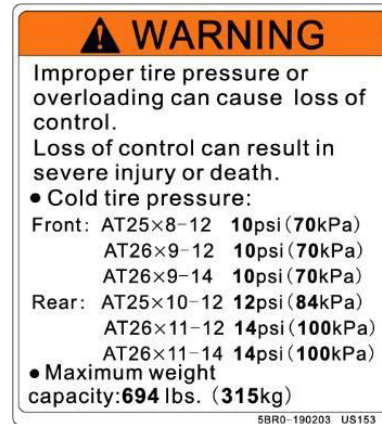 WARNING
Improper tire pressure or
overloading can cause loss of
control.
Loss of control can result in
severe injury or death.
● Cold tire pressure:
Front: AT25×8-12 10psi(70kPa)
AT26×9-12 10psi(70kPa)
AT26×9-14 10psi(70kPa)
Rear: AT25×10-12 12psi(84kPa)
AT26×11-12 14psi(100kPa)
AT26×11-14 14psi(100kPa)
● Maximum weight
capacity:694 lbs. (315kg)
5BR0-190203 US153